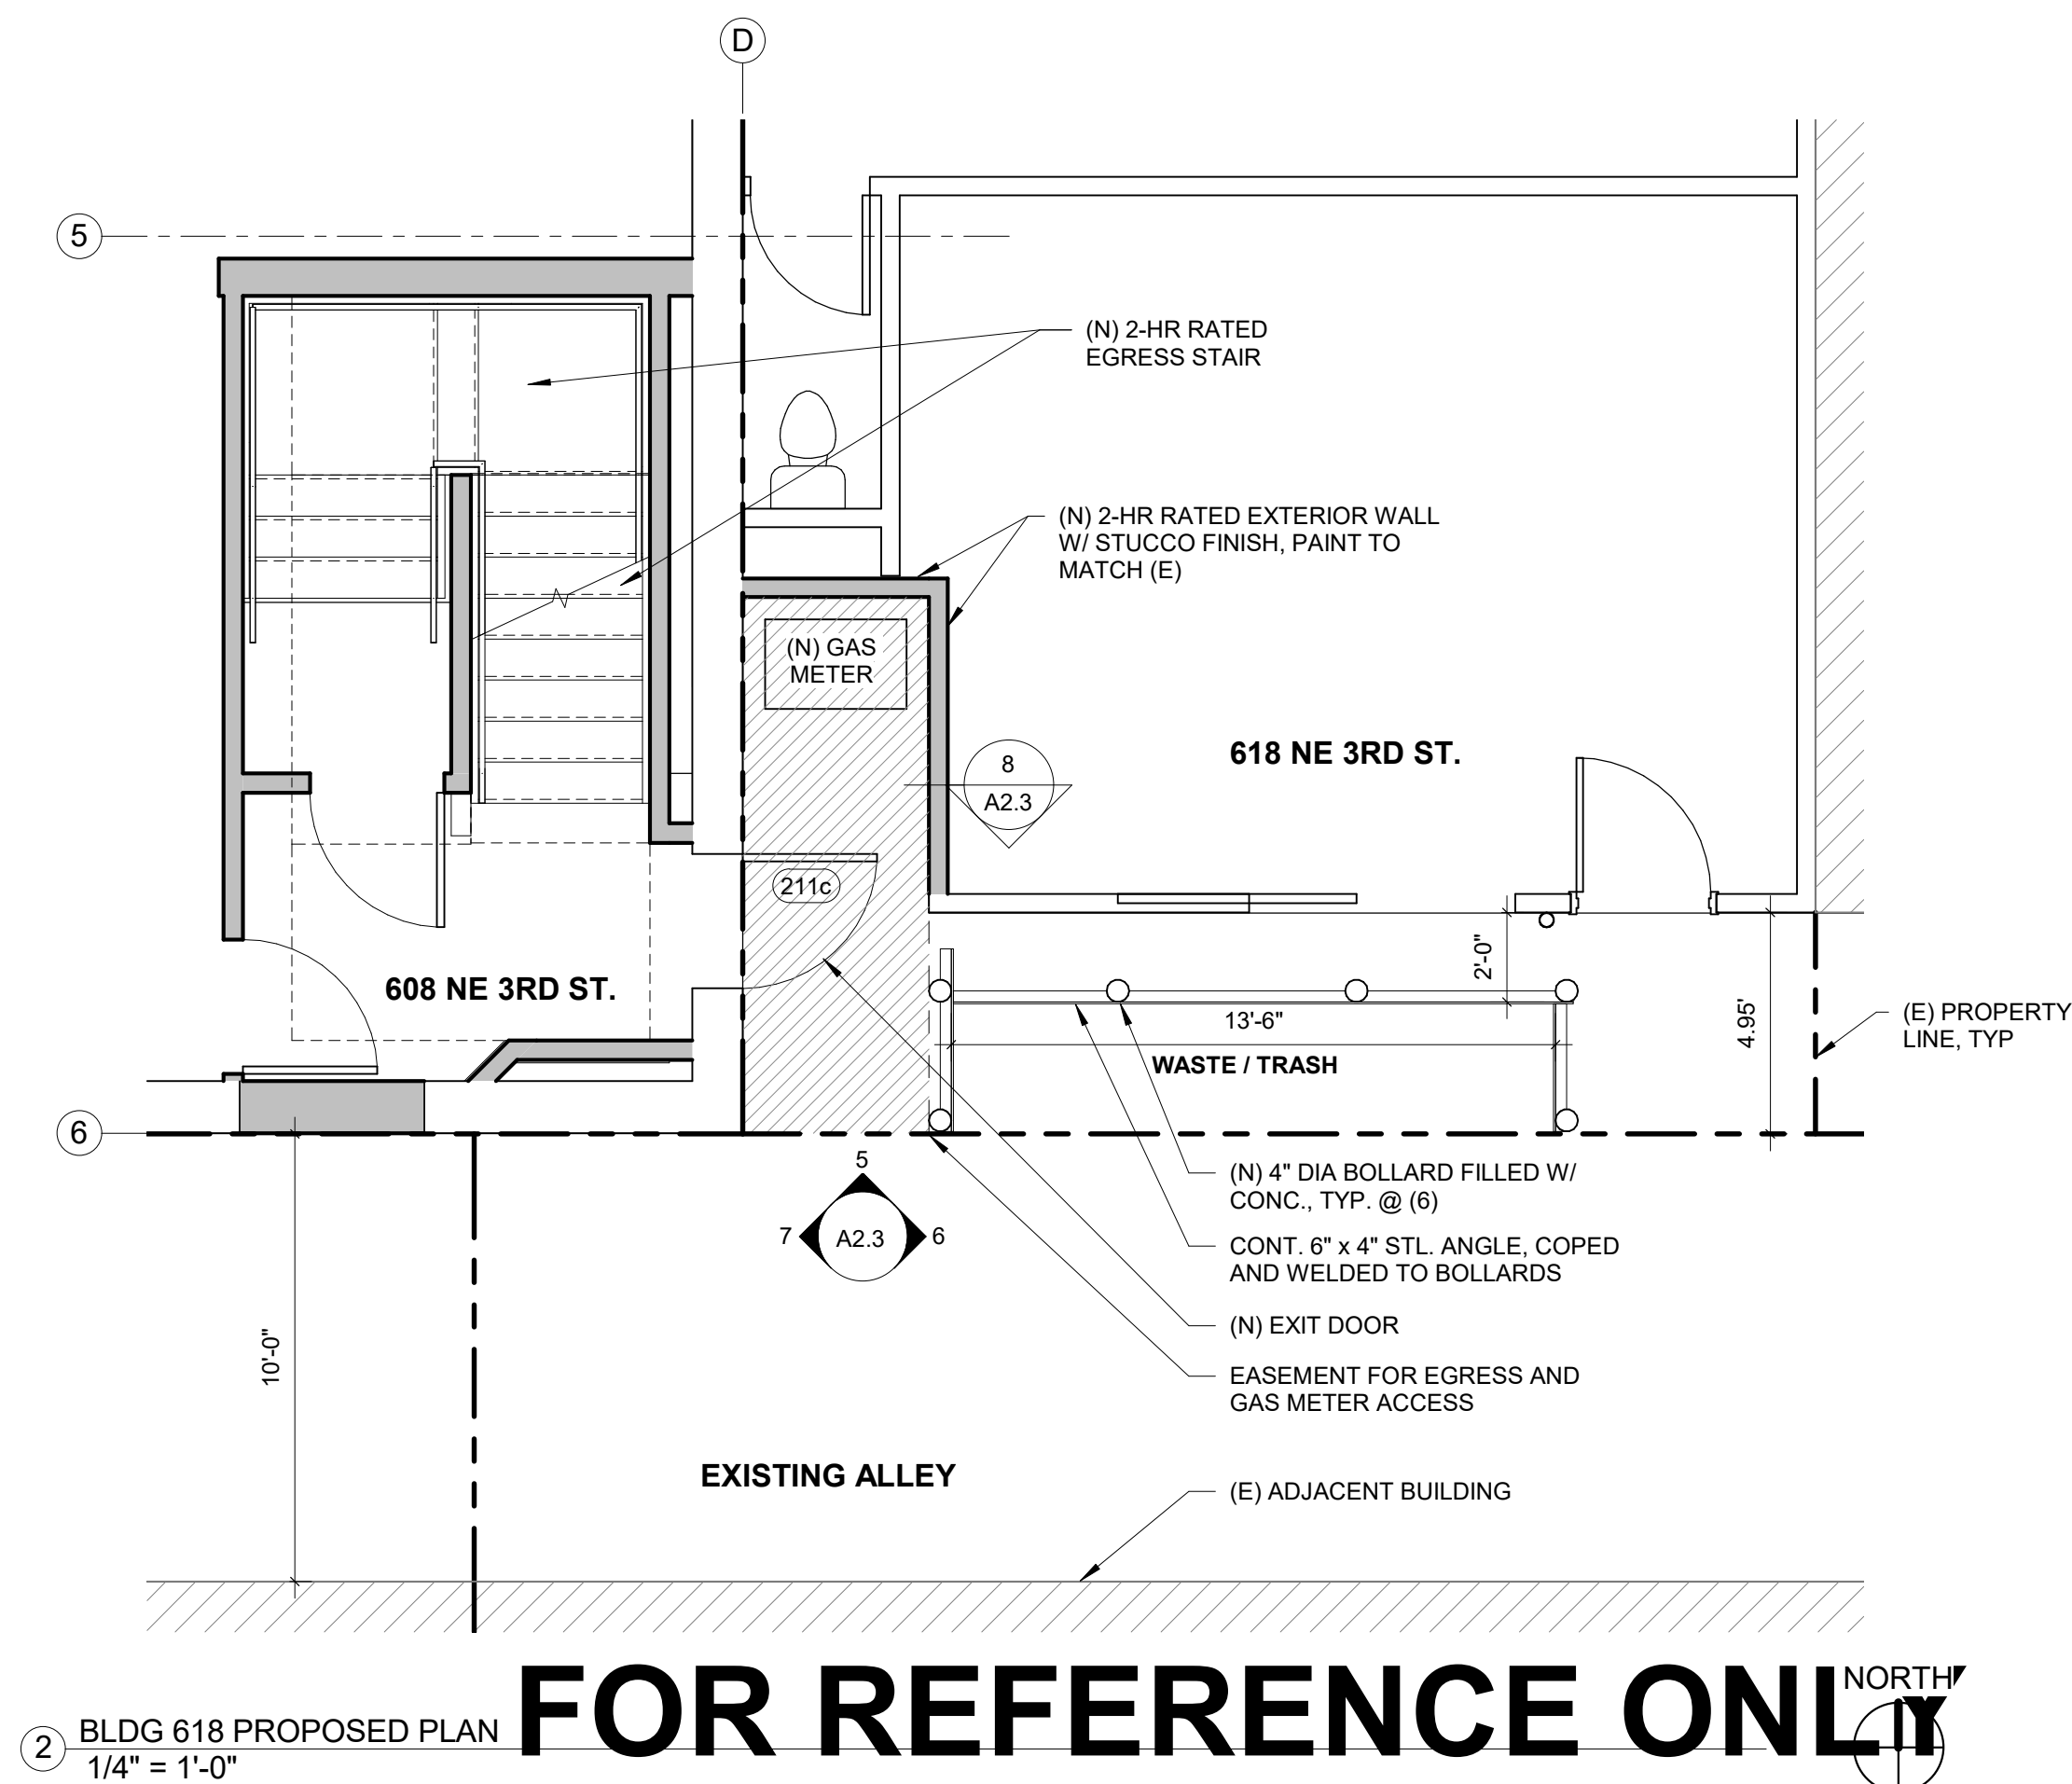 D
5
(N) 2-HR RATED
EGRESS STAIR
(N) 2-HR RATED EXTERIOR WALL
W/ STUCCO FINISH, PAINT TO
MATCH (E)
(N) GAS
METER
8
A2.3
618 NE 3RD ST.
211c
608 NE 3RD ST.
2'-0"
13'-6"
4.95'
(E) PROPERTY
LINE, TYP
WASTE / TRASH
6
5
7
A2.3
6
(N) 4" DIA BOLLARD FILLED W/
CONC., TYP. @ (6)
CONT. 6" x 4" STL. ANGLE, COPED
AND WELDED TO BOLLARDS
(N) EXIT DOOR
EASEMENT FOR EGRESS AND
GAS METER ACCESS
10'-0"
EXISTING ALLEY
(E) ADJACENT BUILDING
FOR REFERENCE ONLY
NORTH
2
BLDG 618 PROPOSED PLAN
1/4" = 1'-0"